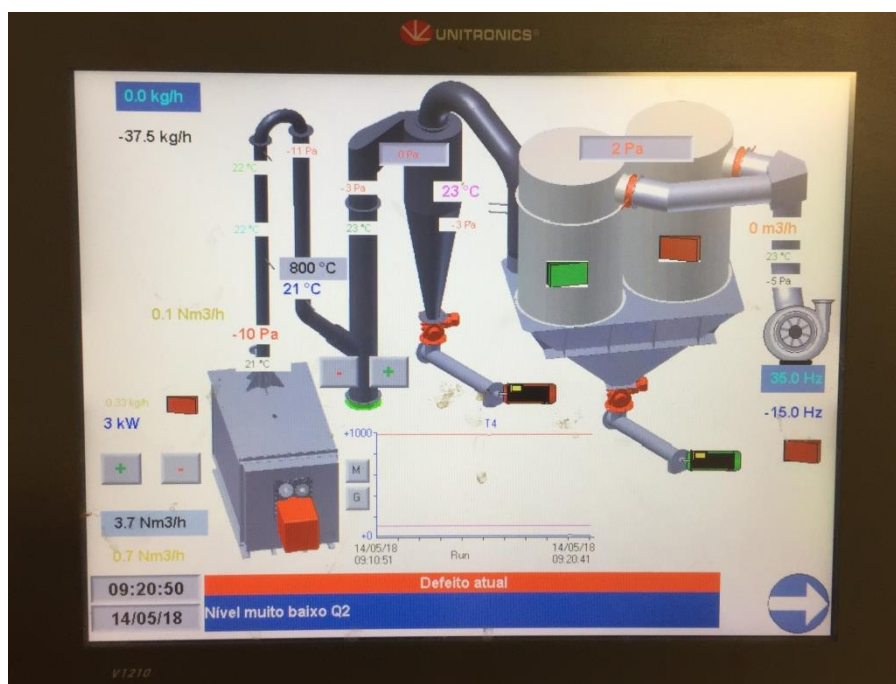 UNITRONICS®
0.0 kg/h
-37.5 kg/h
-11 Pa
22 °C
0 Pa
2 Pa
-3 Pa
23 °C
22 °C
23 °C
-3 Pa
0 m3/h
800 °C
23 °C
21 °C
-5 Pa
0.1 Nm3/h
-10 Pa
21 °C
- +
35.0 Hz
0.33 kg/h
3 kW
-15.0 Hz
T4
+1000
+ -
M
G
3.7 Nm3/h
+0
14/05/18
09:10:51
Run
14/05/18
09:20:41
0.7 Nm3/h
09:20:50
Defeito atual
14/05/18
Nível muito baixo Q2
V1210